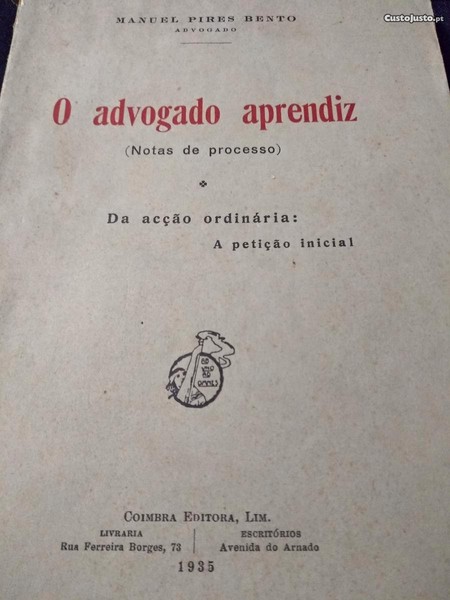 CustoJusto.pt
MANUEL PIRES BENTO
ADVOGADO
O advogado aprendiz
(Notas de processo)
Da acção ordinária:
A petição inicial
COIMBRA EDITORA, LIM.
LIVRARIA
Rua Ferreira Borges, 73
ESCRITÓRIOS
Avenida do Arnado
1935